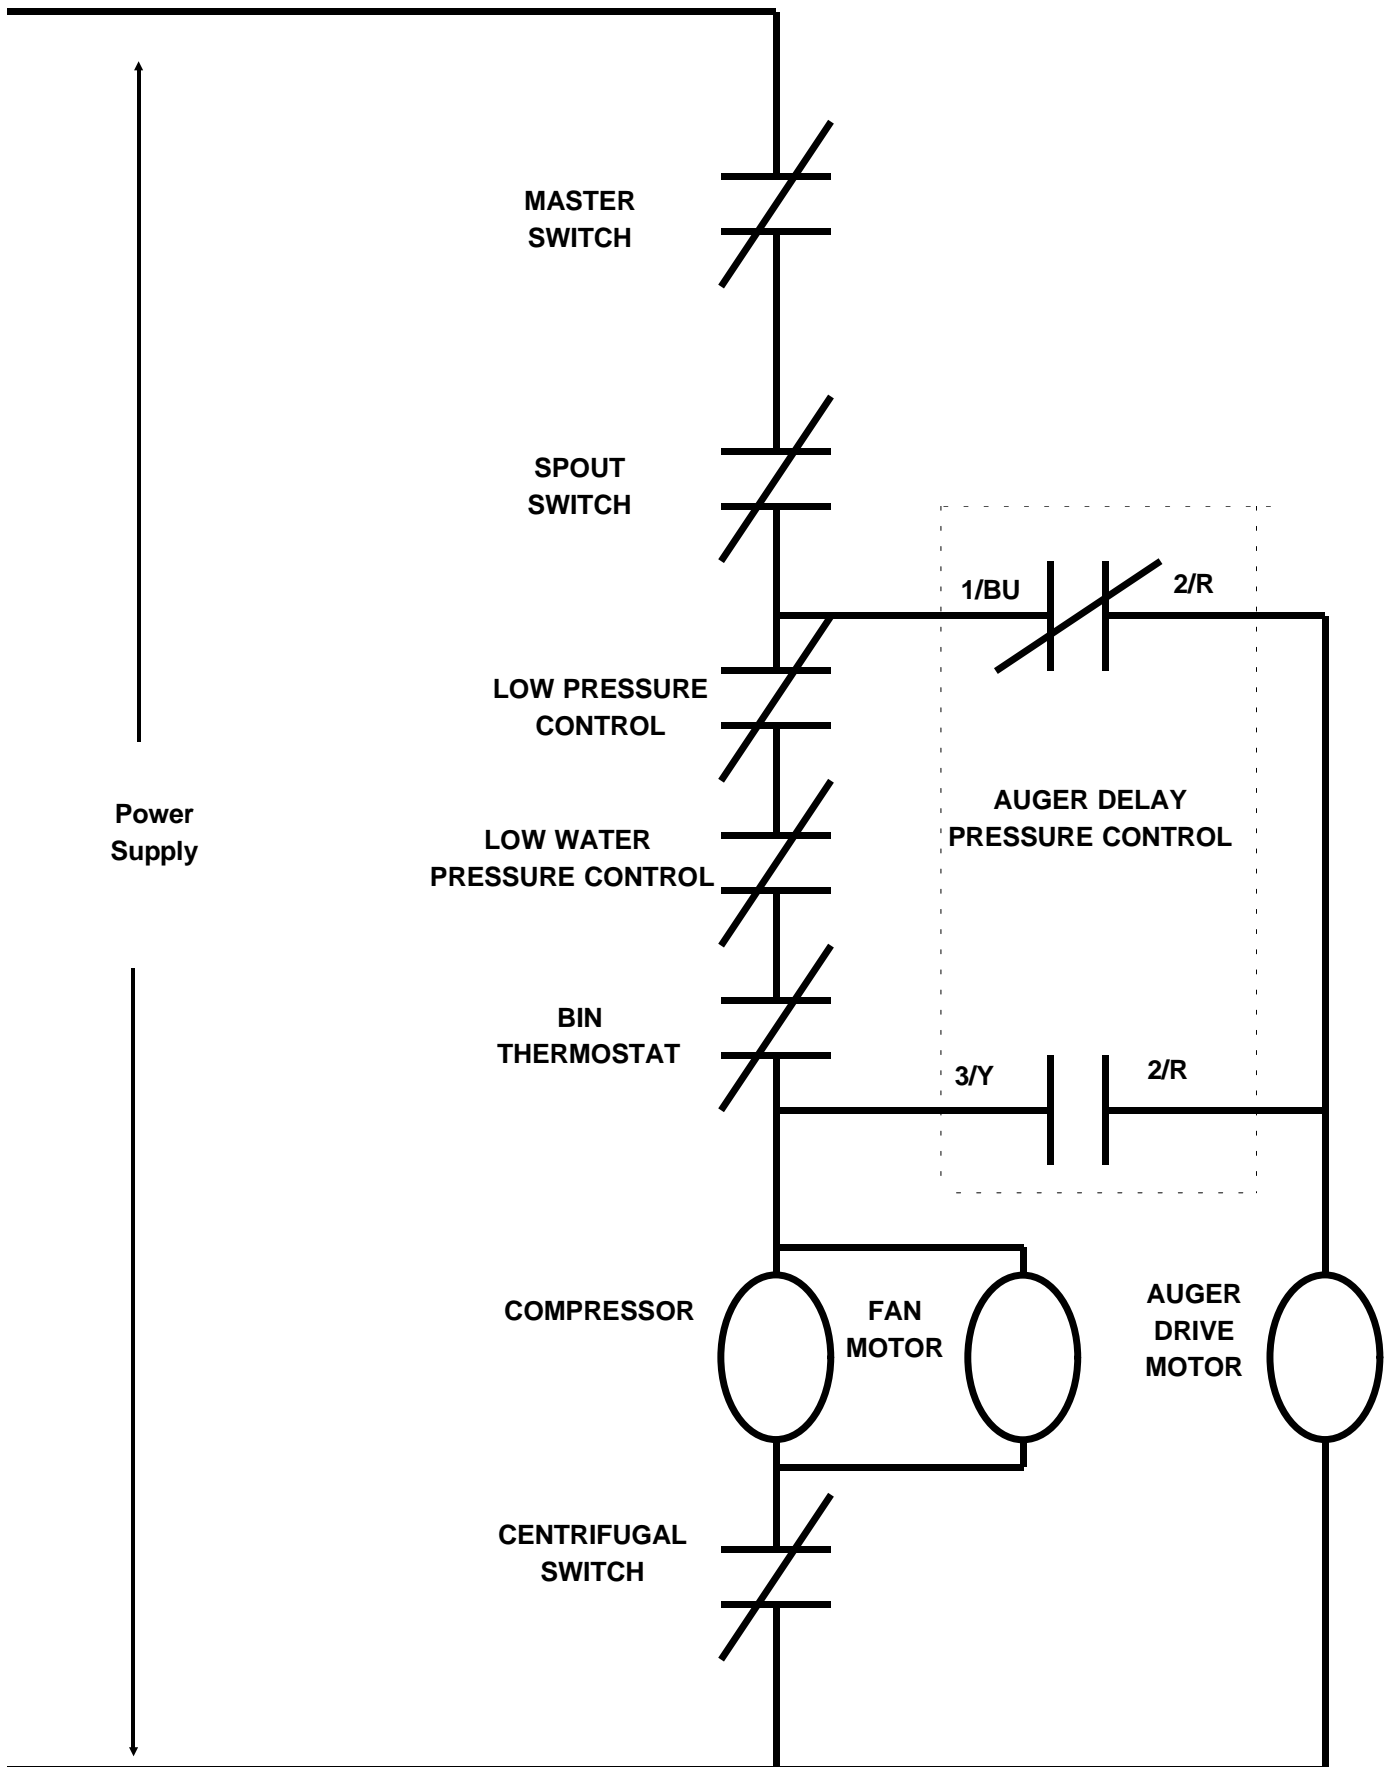 MASTER
SWITCH
SPOUT
SWITCH
1/BU
2/R
LOW PRESSURE
CONTROL
AUGER DELAY
PRESSURE CONTROL
Power
Supply
LOW WATER
PRESSURE CONTROL
BIN
THERMOSTAT
3/Y
2/R
COMPRESSOR
FAN
MOTOR
AUGER
DRIVE
MOTOR
CENTRIFUGAL
SWITCH